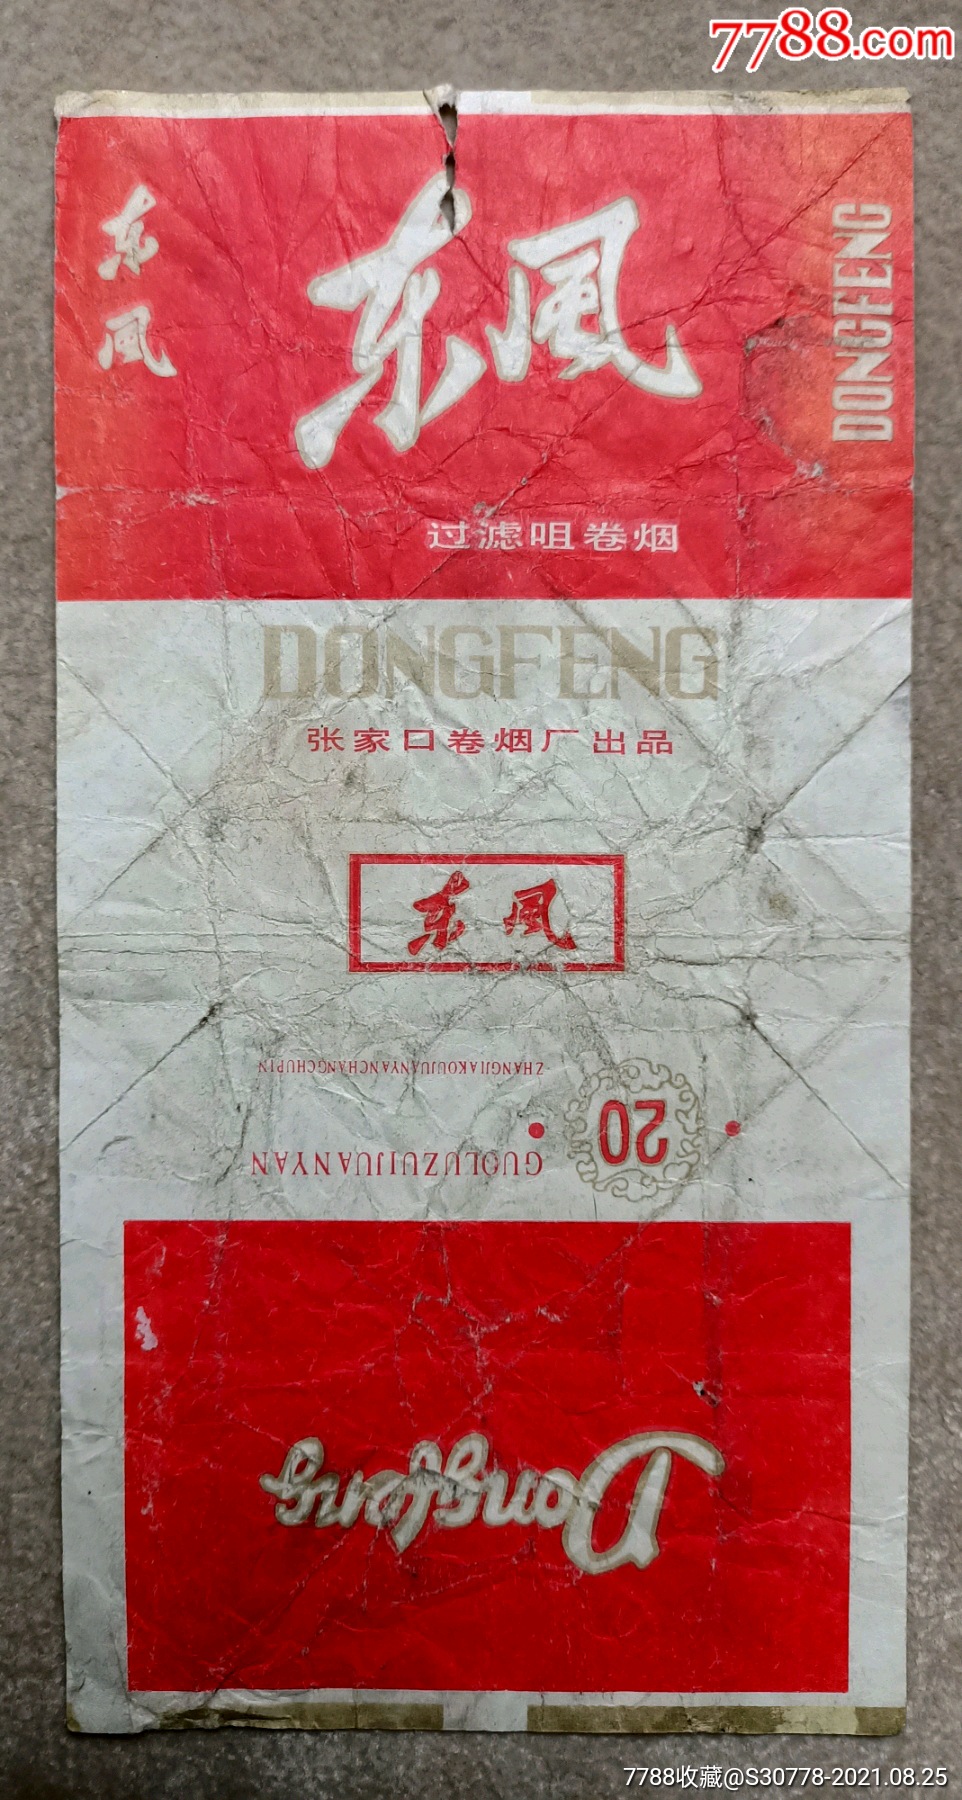 7788.com
东风
东风
DONGFENG
过滤咀卷烟
DONGFENG
张家口卷烟厂出品
东风
ZHANGJIAKOUJUANYANCHANGCHUPIN
20
GUOLUZUIJUANYAN
Dongfeng
7788收藏@S30778-2021.08.25